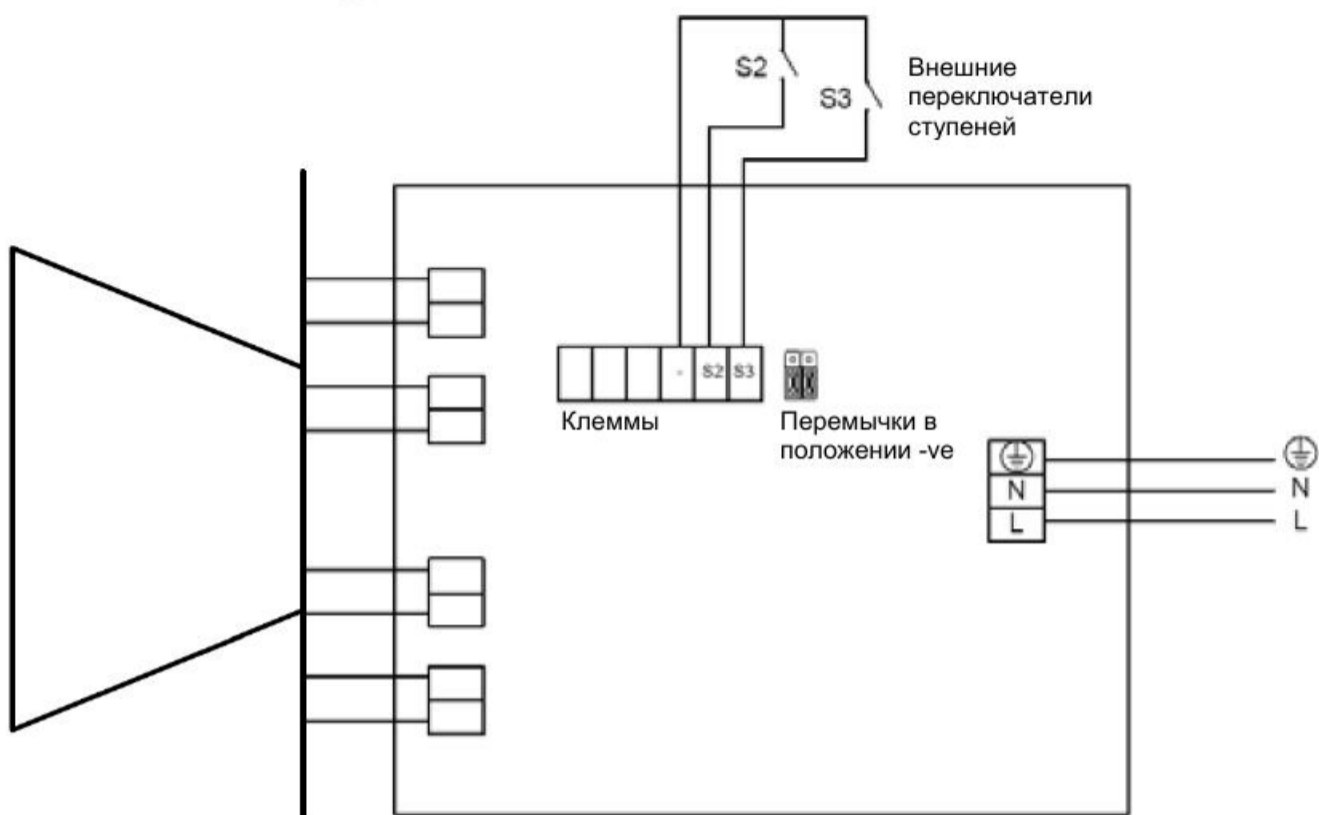 S2
S3
Внешние
переключатели
ступеней
- S2 S3
Клеммы
Перемычки в
положении -ve
N
L
N
L